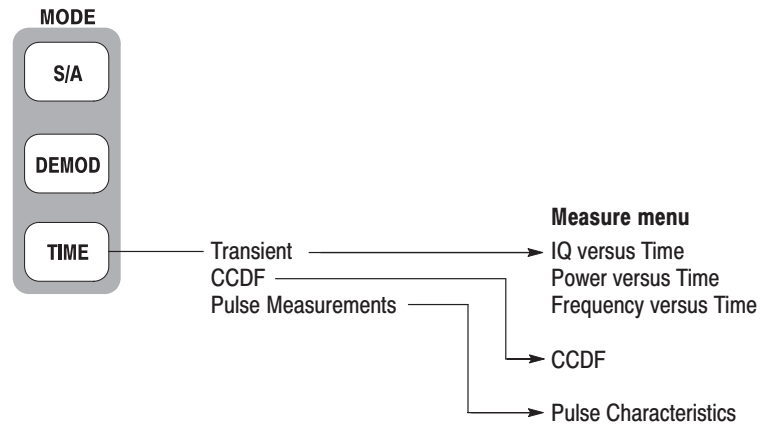 MODE
S/A
DEMOD
TIME
Transient
CCDF
Pulse Measurements
Measure menu
IQ versus Time
Power versus Time
Frequency versus Time
CCDF
Pulse Characteristics